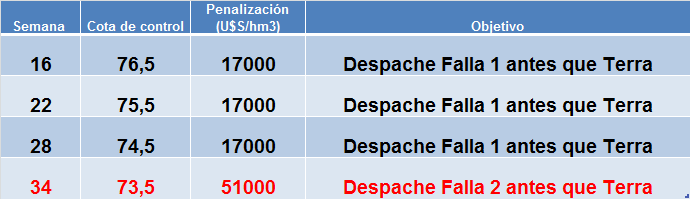 Semana Cota de control Penalización (U$S/hm3) Objetivo
16 76,5 17000 Despache Falla 1 antes que Terra
22 75,5 17000 Despache Falla 1 antes que Terra
28 74,5 17000 Despache Falla 1 antes que Terra
34 73,5 51000 Despache Falla 2 antes que Terra